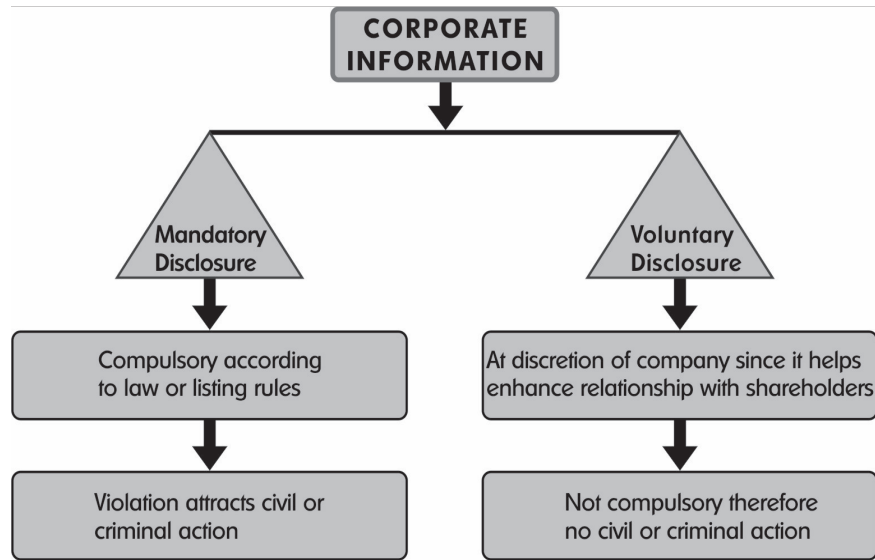 CORPORATE
INFORMATION
Mandatory
Disclosure
Voluntary
Disclosure
Compulsory according
to law or listing rules
At discretion of company since it helps
enhance relationship with shareholders
Violation attracts civil or
criminal action
Not compulsory therefore
no civil or criminal action